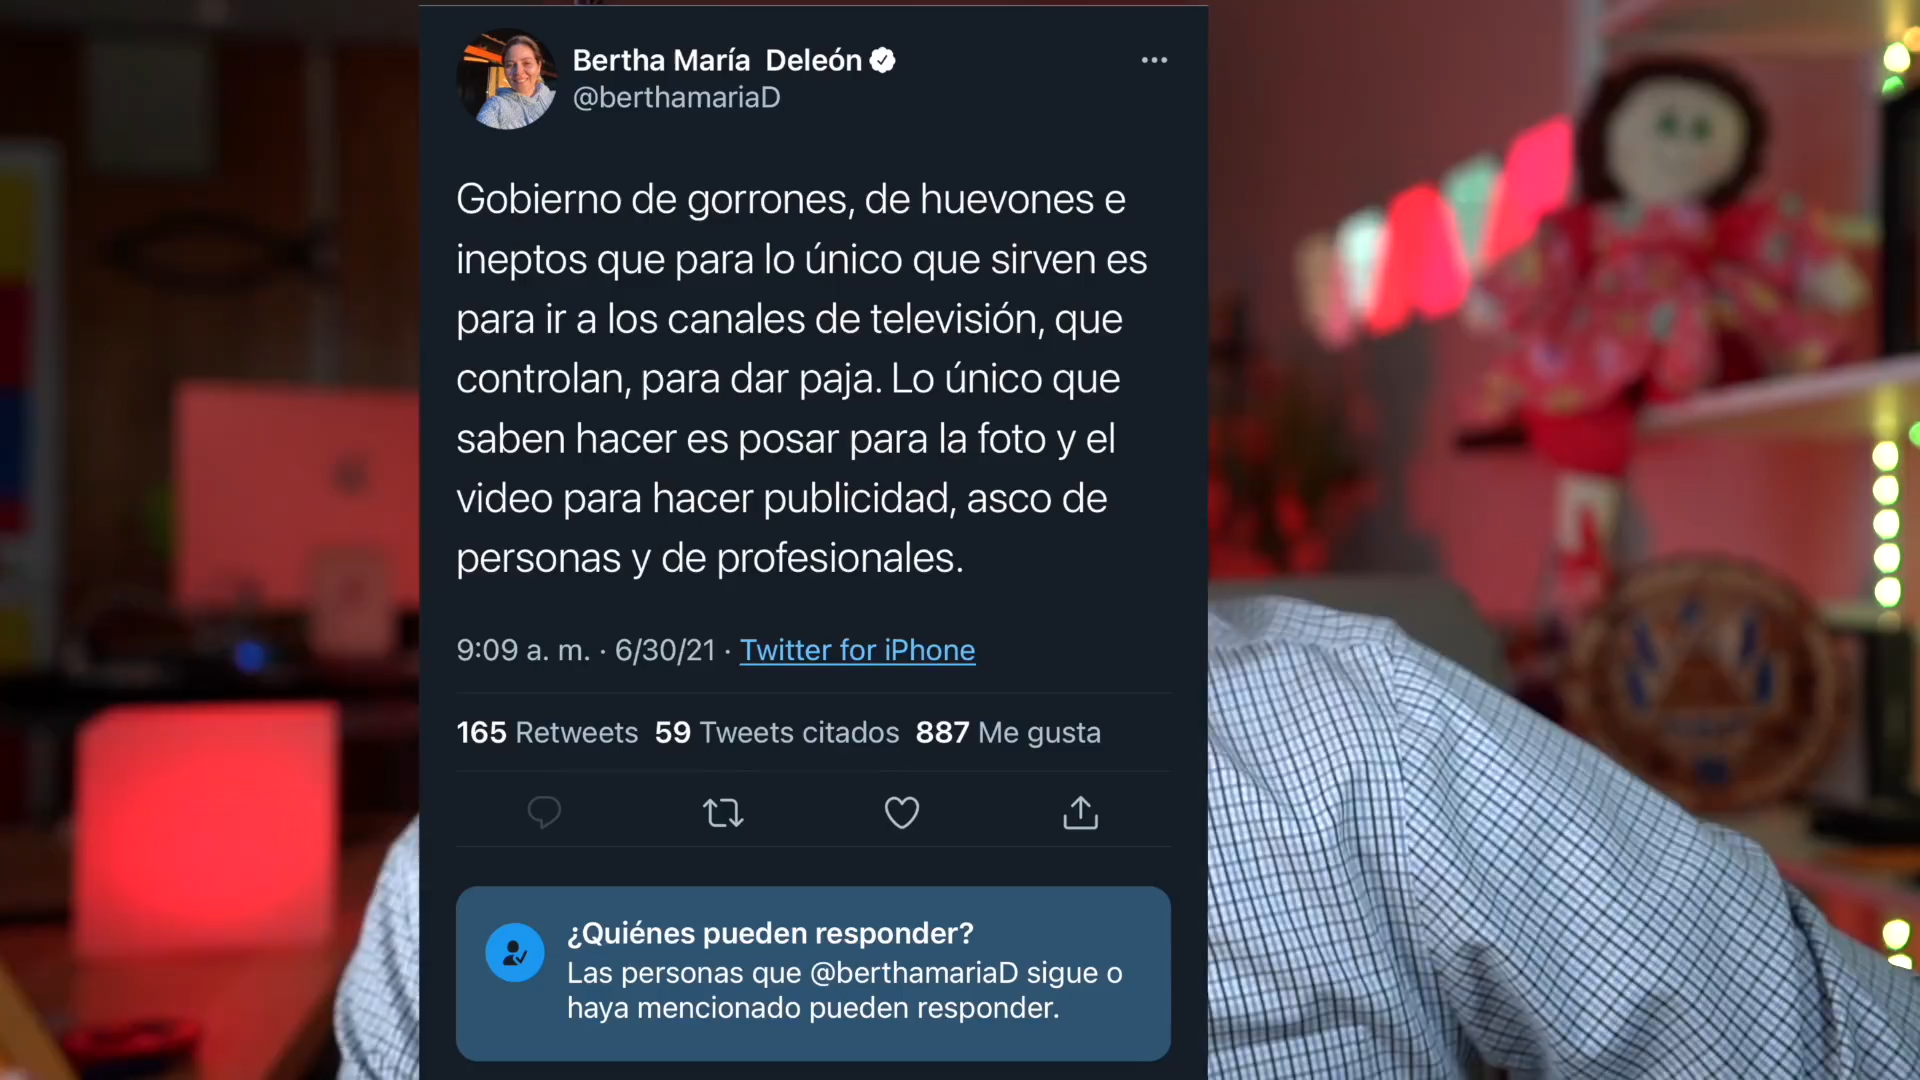 Bertha María Deleón
@berthamariaD
Gobierno de gorrones, de huevones e
ineptos que para lo único que sirven es
para ir a los canales de televisión, que
controlan, para dar paja. Lo único que
saben hacer es posar para la foto y el
video para hacer publicidad, asco de
personas y de profesionales.
9:09 a. m. · 6/30/21 · Twitter for iPhone
165 Retweets 59 Tweets citados 887 Me gusta
¿Quiénes pueden responder?
Las personas que @berthamariaD sigue o
haya mencionado pueden responder.